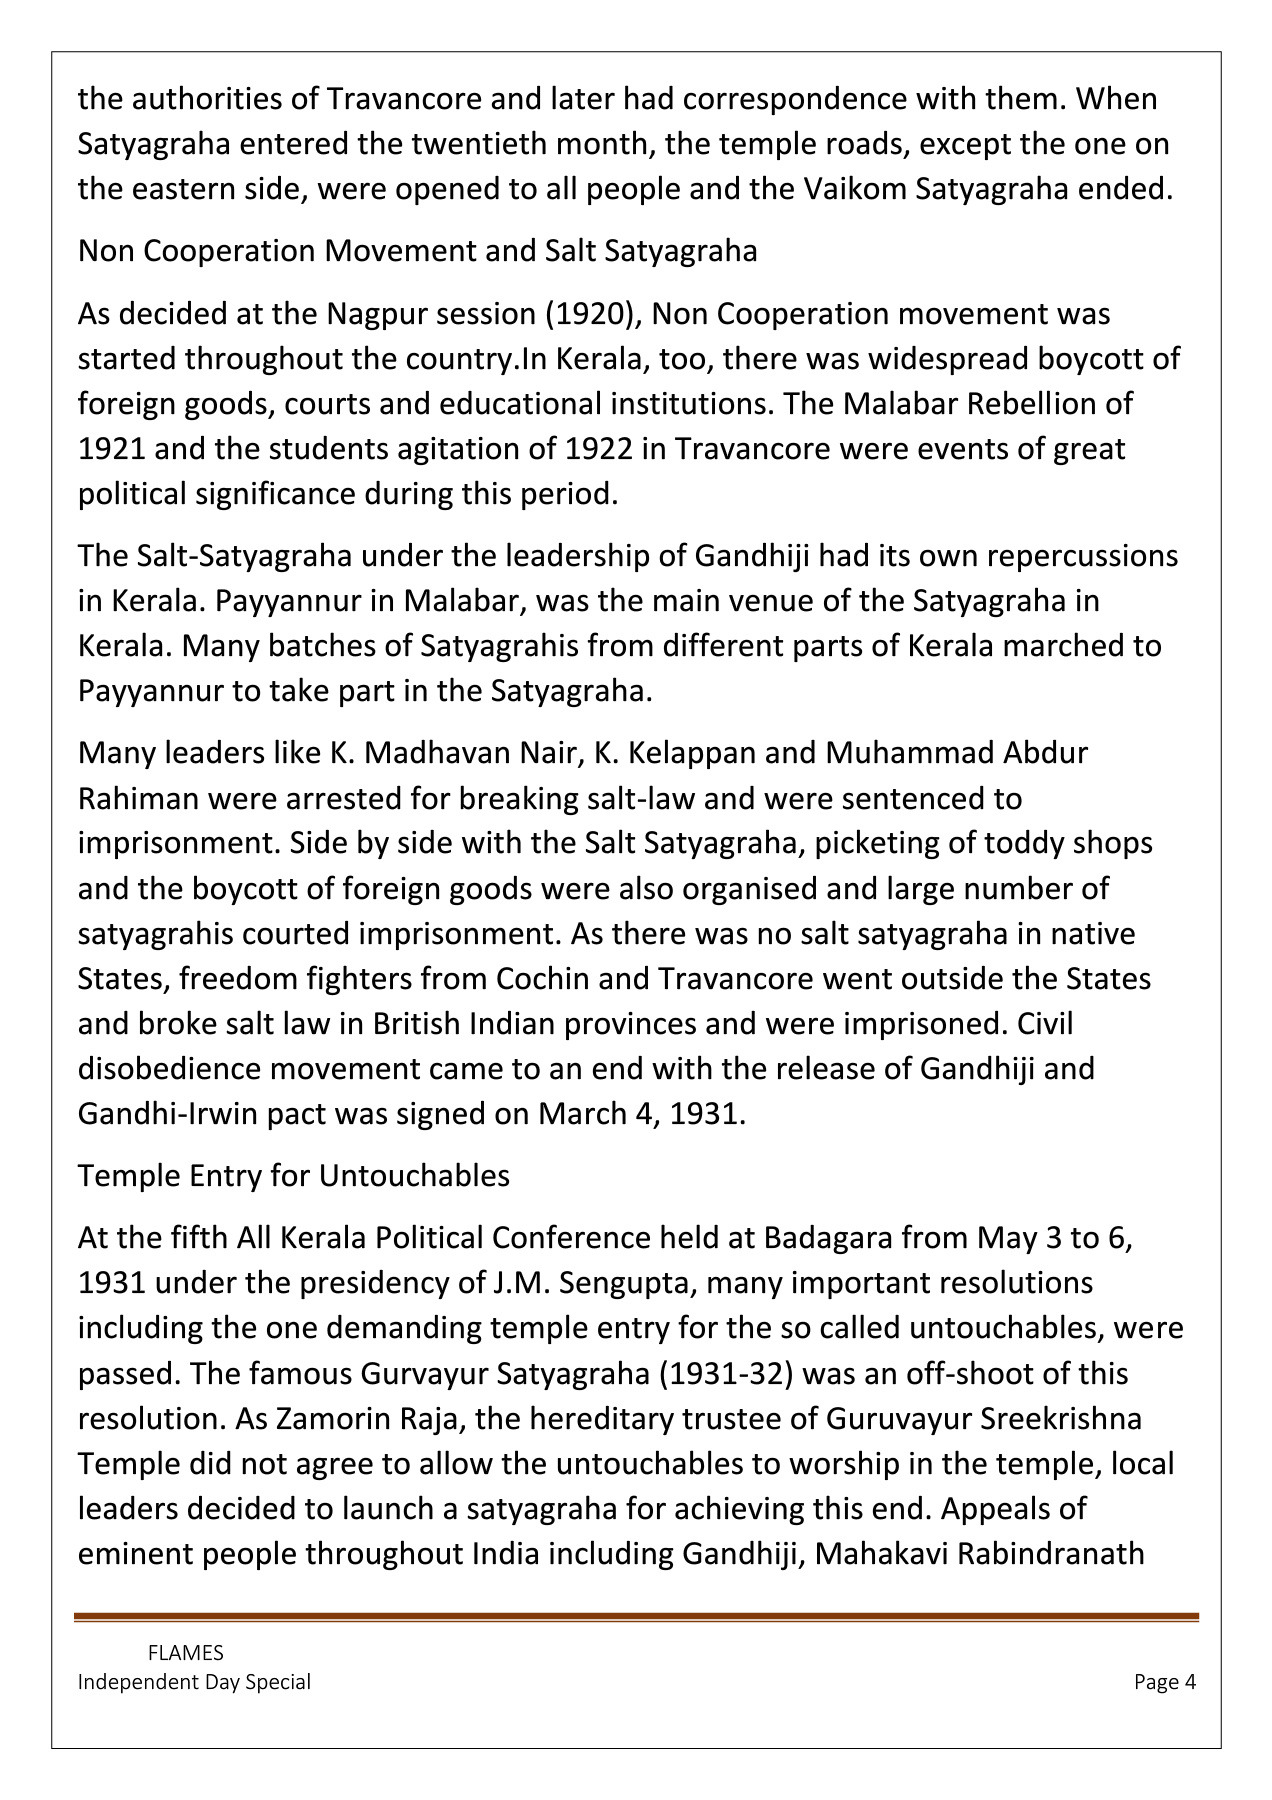 the authorities of Travancore and later had correspondence with them. When
Satyagraha entered the twentieth month, the temple roads, except the one on
the eastern side, were opened to all people and the Vaikom Satyagraha ended.
Non Cooperation Movement and Salt Satyagraha
As decided at the Nagpur session (1920), Non Cooperation movement was
started throughout the country.In Kerala, too, there was widespread boycott of
foreign goods, courts and educational institutions. The Malabar Rebellion of
1921 and the students agitation of 1922 in Travancore were events of great
political significance during this period.
The Salt-Satyagraha under the leadership of Gandhiji had its own repercussions
in Kerala. Payyannur in Malabar, was the main venue of the Satyagraha in
Kerala. Many batches of Satyagrahis from different parts of Kerala marched to
Payyannur to take part in the Satyagraha.
Many leaders like K. Madhavan Nair, K. Kelappan and Muhammad Abdur
Rahiman were arrested for breaking salt-law and were sentenced to
imprisonment. Side by side with the Salt Satyagraha, picketing of toddy shops
and the boycott of foreign goods were also organised and large number of
satyagrahis courted imprisonment. As there was no salt satyagraha in native
States, freedom fighters from Cochin and Travancore went outside the States
and broke salt law in British Indian provinces and were imprisoned. Civil
disobedience movement came to an end with the release of Gandhiji and
Gandhi-Irwin pact was signed on March 4, 1931.
Temple Entry for Untouchables
At the fifth All Kerala Political Conference held at Badagara from May 3 to 6,
1931 under the presidency of J.M. Sengupta, many important resolutions
including the one demanding temple entry for the so called untouchables, were
passed. The famous Gurvayur Satyagraha (1931-32) was an off-shoot of this
resolution. As Zamorin Raja, the hereditary trustee of Guruvayur Sreekrishna
Temple did not agree to allow the untouchables to worship in the temple, local
leaders decided to launch a satyagraha for achieving this end. Appeals of
eminent people throughout India including Gandhiji, Mahakavi Rabindranath
FLAMES
Independent Day Special Page 4